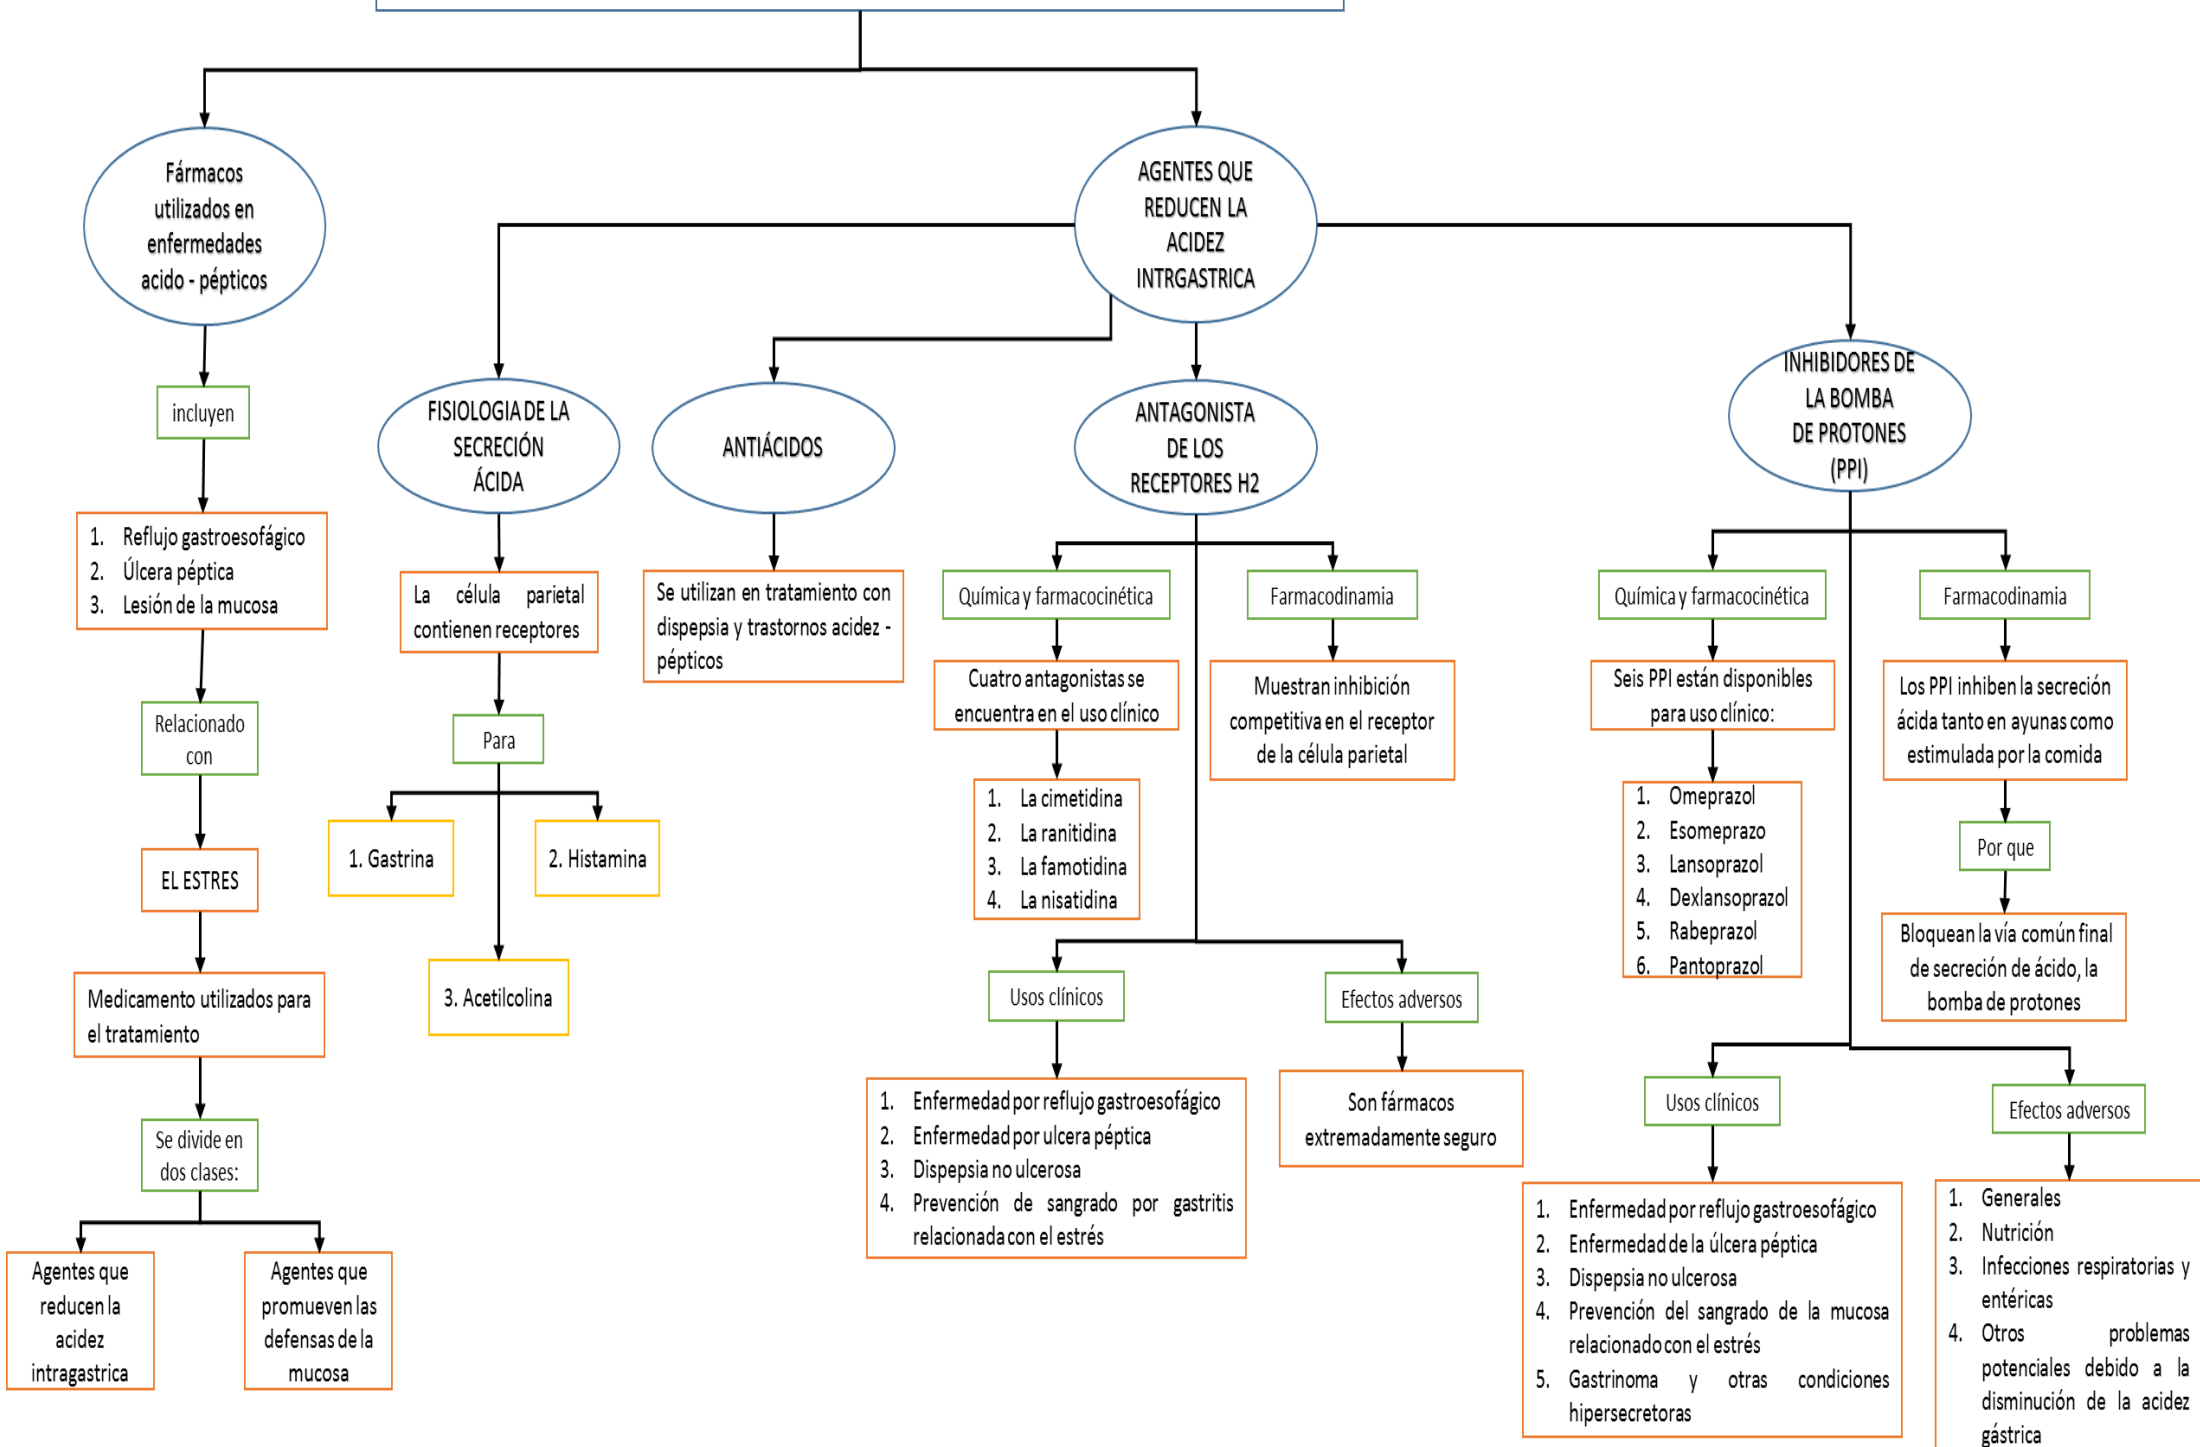 Fármacos
utilizados en
enfermedades
acido - pépticos
incluyen
1. Reflujo gastroesofágico
2. Úlcera péptica
3. Lesión de la mucosa
Relacionado
con
EL ESTRES
Medicamento utilizados para
el tratamiento
Se divide en
dos clases:
Agentes que
reducen la
acidez
intragastrica
Agentes que
promueven las
defensas de la
mucosa
AGENTES QUE
REDUCEN LA
ACIDEZ
INTRGASTRICA
FISIOLOGIA DE LA
SECRECIÓN
ÁCIDA
La célula parietal
contienen receptores
Para
1. Gastrina
2. Histamina
3. Acetilcolina
ANTIÁCIDOS
Se utilizan en tratamiento con
dispepsia y trastornos acidez -
pépticos
ANTAGONISTA
DE LOS
RECEPTORES H2
Química y farmacocinética
Cuatro antagonistas se
encuentra en el uso clínico
1. La cimetidina
2. La ranitidina
3. La famotidina
4. La nisatidina
Farmacodinamia
Muestran inhibición
competitiva en el receptor
de la célula parietal
Usos clínicos
1. Enfermedad por reflujo gastroesofágico
2. Enfermedad por ulcera péptica
3. Dispepsia no ulcerosa
4. Prevención de sangrado por gastritis
relacionada con el estrés
Efectos adversos
Son fármacos
extremadamente seguro
INHIBIDORES DE
LA BOMBA
DE PROTONES
(PPI)
Química y farmacocinética
Seis PPI están disponibles
para uso clínico:
1. Omeprazol
2. Esomeprazo
3. Lansoprazol
4. Dexlansoprazol
5. Rabeprazol
6. Pantoprazol
Farmacodinamia
Los PPI inhiben la secreción
ácida tanto en ayunas como
estimulada por la comida
Por que
Bloquean la vía común final
de secreción de ácido, la
bomba de protones
Usos clínicos
1. Enfermedad por reflujo gastroesofágico
2. Enfermedad de la úlcera péptica
3. Dispepsia no ulcerosa
4. Prevención del sangrado de la mucosa
relacionado con el estrés
5. Gastrinoma y otras condiciones
hipersecretoras
Efectos adversos
1. Generales
2. Nutrición
3. Infecciones respiratorias y
entéricas
4. Otros problemas
potenciales debido a la
disminución de la acidez
gástrica